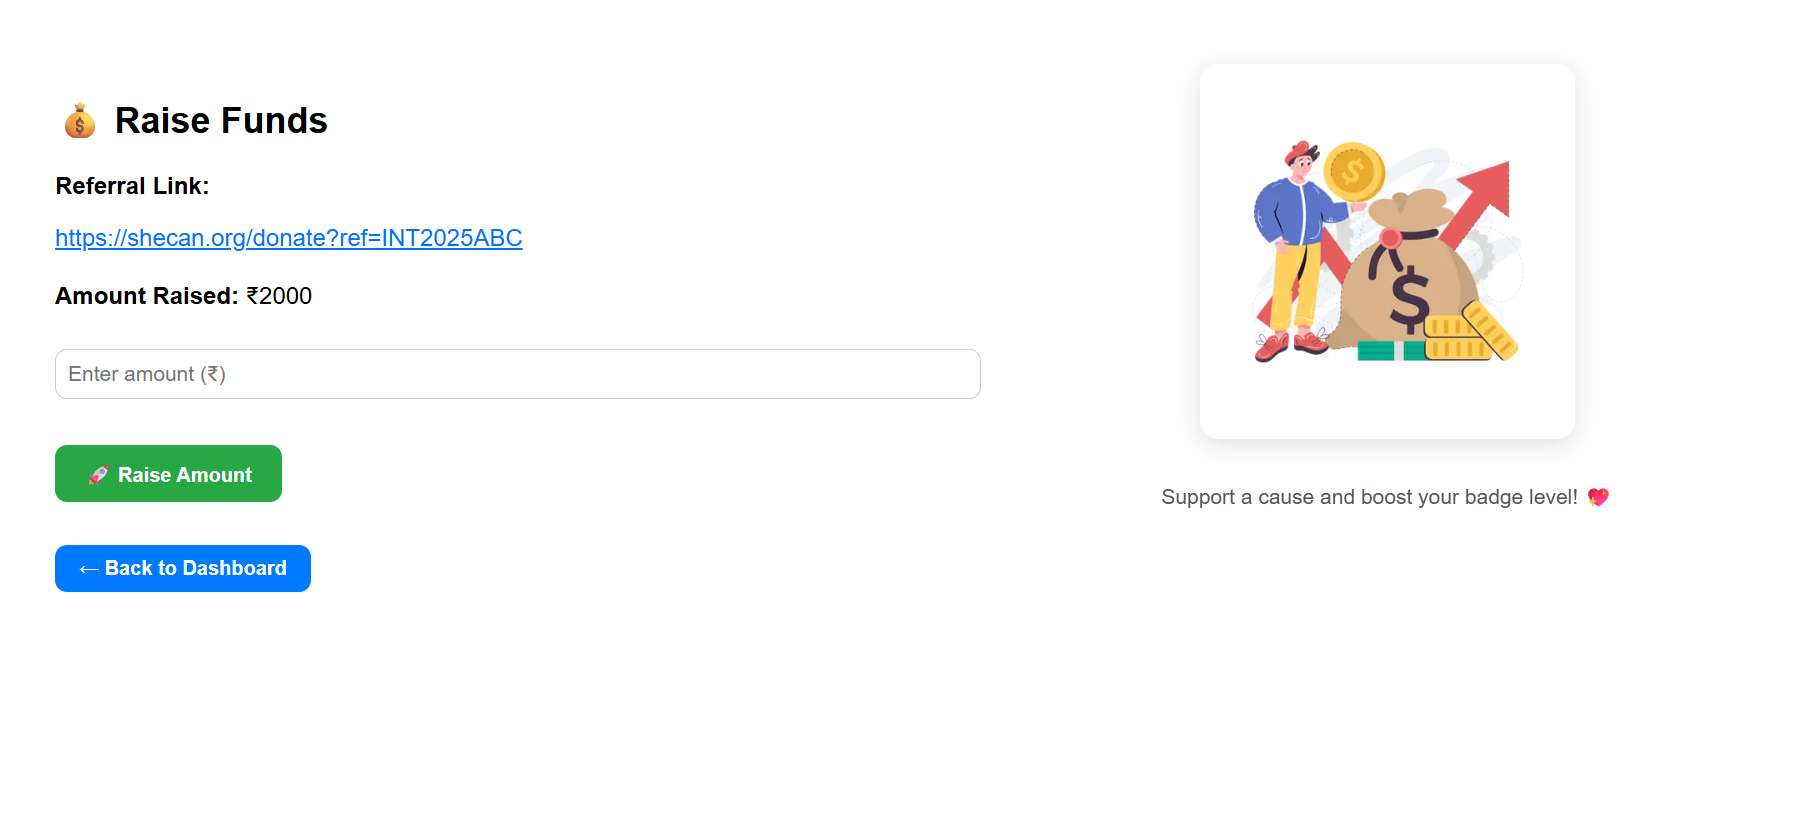 💰 Raise Funds
Referral Link:
https://shecan.org/donate?ref=INT2025ABC
Amount Raised: ₹2000
Enter amount (₹)
🚀 Raise Amount
← Back to Dashboard
$
$
Support a cause and boost your badge level! 💖